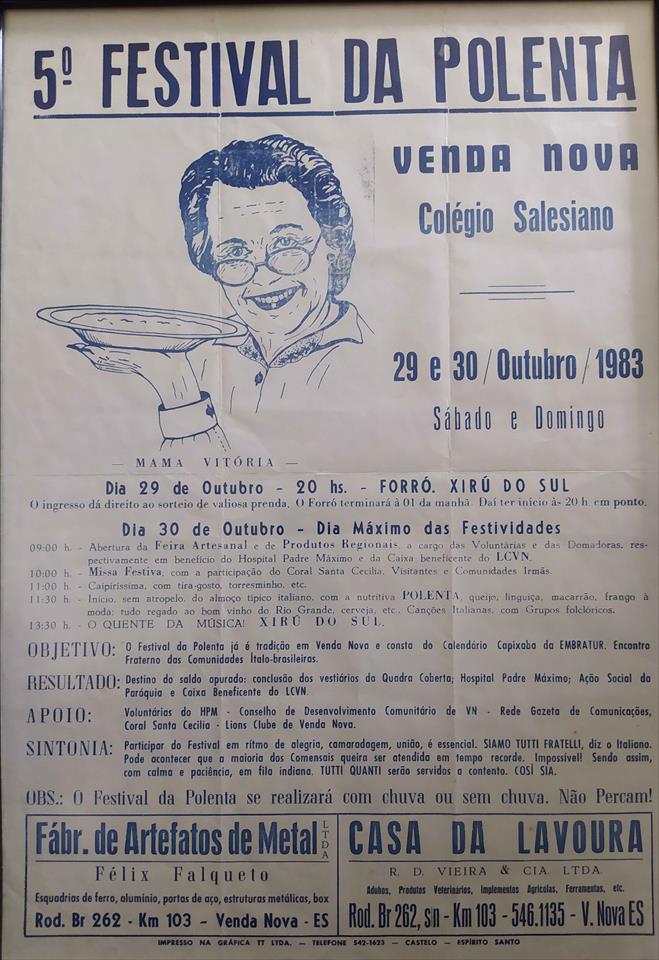 5º FESTIVAL DA POLENTA
VENDA NOVA
Colégio Salesiano
29 e 30/Outubro/1983
Sábado e Domingo
— MAMA VITÓRIA —
Dia 29 de Outubro - 20 hs. - FORRÓ. XIRÚ DO SUL
O ingresso dá direito ao sorteio de valiosa prenda. O Forró terminará à 01 da manhã. Daí ter início às 20 h. em ponto.
Dia 30 de Outubro - Dia Máximo das Festividades
09:00 h. - Abertura da Feira Artesanal e de Produtos Regionais, a cargo das Voluntárias e das Domadoras, res-
pectivamente em benefício do Hospital Padre Máximo e da Caixa beneficente do LCVN.
10:00 h. - Missa Festiva, com a participação do Coral Santa Cecilia, Visitantes e Comunidades Irmãs.
11:00 h. - Caipiríssima, com tira-gosto, torresminho, etc.
11:30 h. - Início, sem atropelo, do almoço típico italiano, com a nutritiva POLENTA, queijo, linguiça, macarrão, frango à
moda; tudo regado ao bom vinho do Rio Grande, cerveja, etc., Canções Italianas, com Grupos folclóricos.
13:30 h. - O QUENTE DA MÚSICA! XIRÚ DO SUL.
OBJETIVO: O Festival da Polenta já é tradição em Venda Nova e consta do Calendário Capixaba da EMBRATUR. Encontro
Fraterno das Comunidades Ítalo-brasileiras.
RESULTADO: Destino do saldo apurado: conclusão dos vestiários da Quadra Coberta; Hospital Padre Máximo; Ação Social da
Paróquia e Caixa Beneficente do LCVN.
APOIO: Voluntárias do HPM - Conselho de Desenvolvimento Comunitário de VN - Rede Gazeta de Comunicações,
Coral Santa Cecilia - Lions Clube de Venda Nova.
SINTONIA: Participar do Festival em ritmo de alegria, camaradagem, união, é essencial. SIAMO TUTTI FRATELLI, diz o Italiano.
Pode acontecer que a maioria dos Comensais queira ser atendida em tempo recorde. Impossível! Sendo assim,
com calma e paciência, em fila indiana. TUTTI QUANTI serão servidos a contento. COSÌ SIA.
OBS.: O Festival da Polenta se realizará com chuva ou sem chuva. Não Percam!
Fábr. de Artefatos de Metal LTDA
Félix Falqueto
Esquadrias de ferro, alumínio, portas de aço, estruturas metálicas, box
Rod. Br 262 - Km 103 - Venda Nova - ES
CASA DA LAVOURA
R. D. VIEIRA & CIA. LTDA.
Adubos, Produtos Veterinários, Implementos Agrícolas, Ferramentas, etc.
Rod. Br 262, sn - Km 103 - 546.1135 - V. Nova ES
IMPRESSO NA GRÁFICA TT LTDA. - TELEFONE 542-1623 - CASTELO - ESPÍRITO SANTO